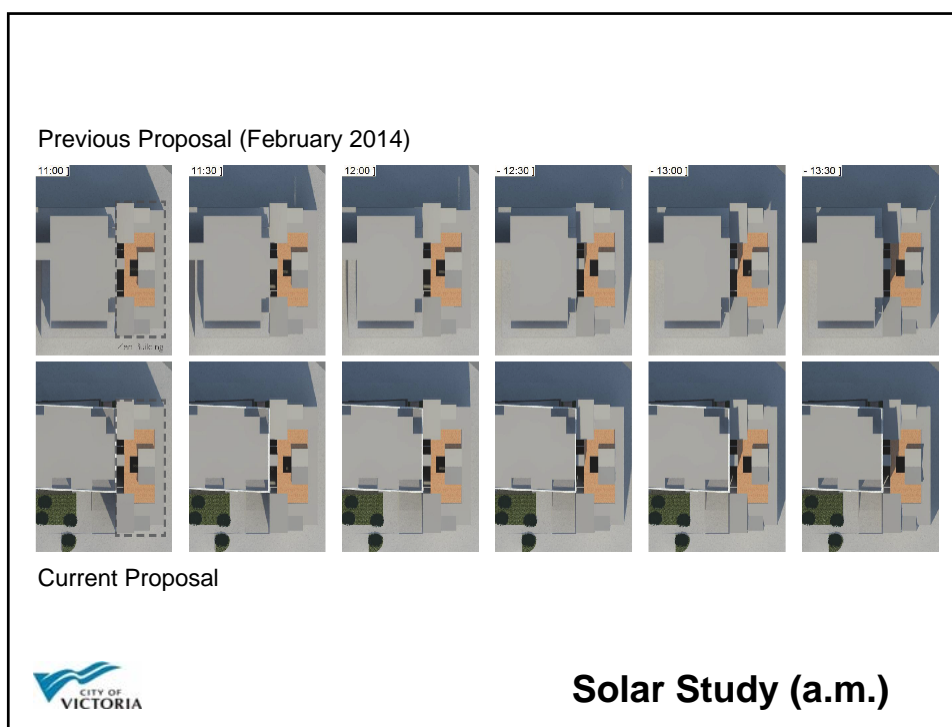 Previous Proposal (February 2014)
11:00 ]
11:30 ]
12:00 ]
- 12:30 ]
- 13:00 ]
- 13:30 ]
Current Proposal
CITY OF
VICTORIA
Solar Study (a.m.)